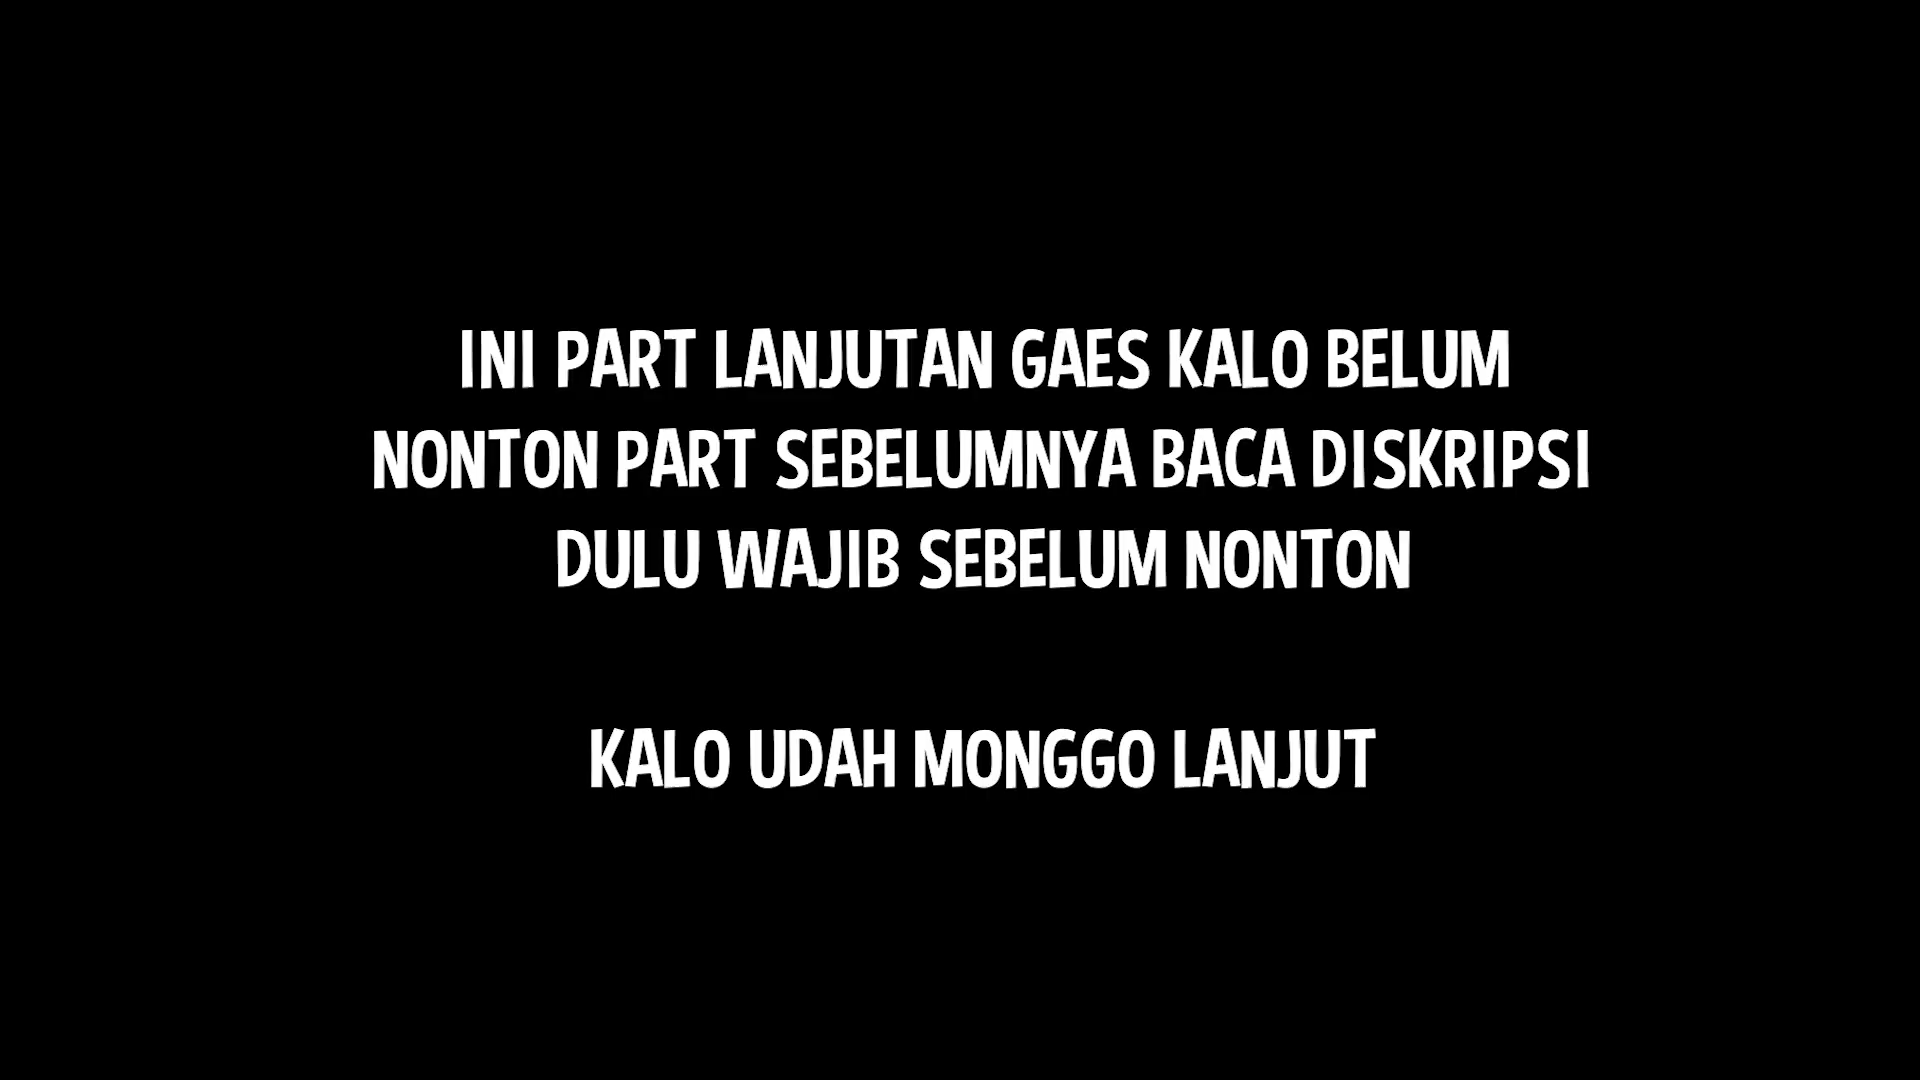 INI PART LANJUTAN GAES KALO BELUM
NONTON PART SEBELUMNYA BACA DISKRIPSI
DULU WAJIB SEBELUM NONTON
KALO UDAH MONGGO LANJUT